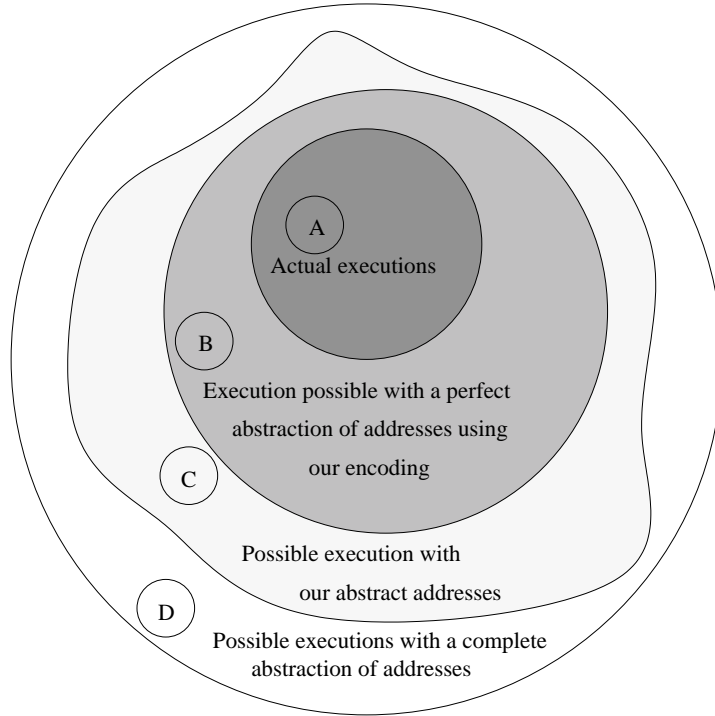 A
Actual executions
B
Execution possible with a perfect
abstraction of addresses using
our encoding
C
Possible execution with
our abstract addresses
D
Possible executions with a complete
abstraction of addresses